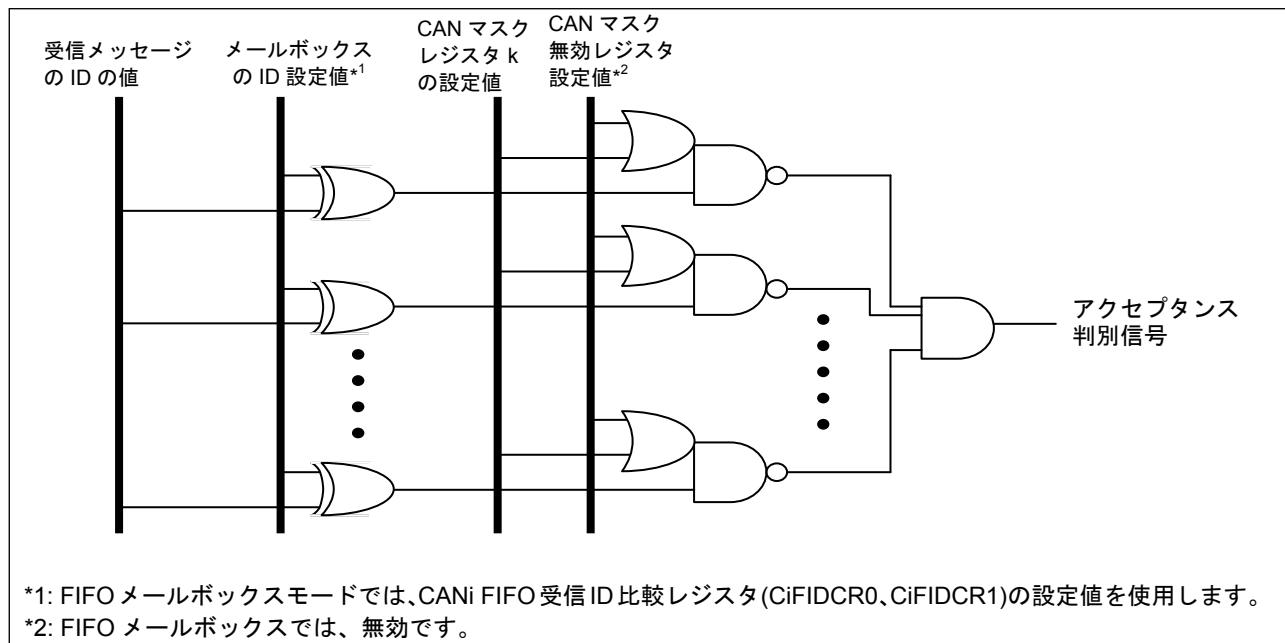 受信メッセージ
の ID の値
メールボックス
の ID 設定値*1
CAN マスク
レジスタ k
の設定値
CAN マスク
無効レジスタ
設定値*2
アクセプタンス
判別信号
*1: FIFO メールボックスモードでは、CANi FIFO 受信 ID 比較レジスタ(CiFIDCR0、CiFIDCR1)の設定値を使用します。
*2: FIFO メールボックスでは、無効です。